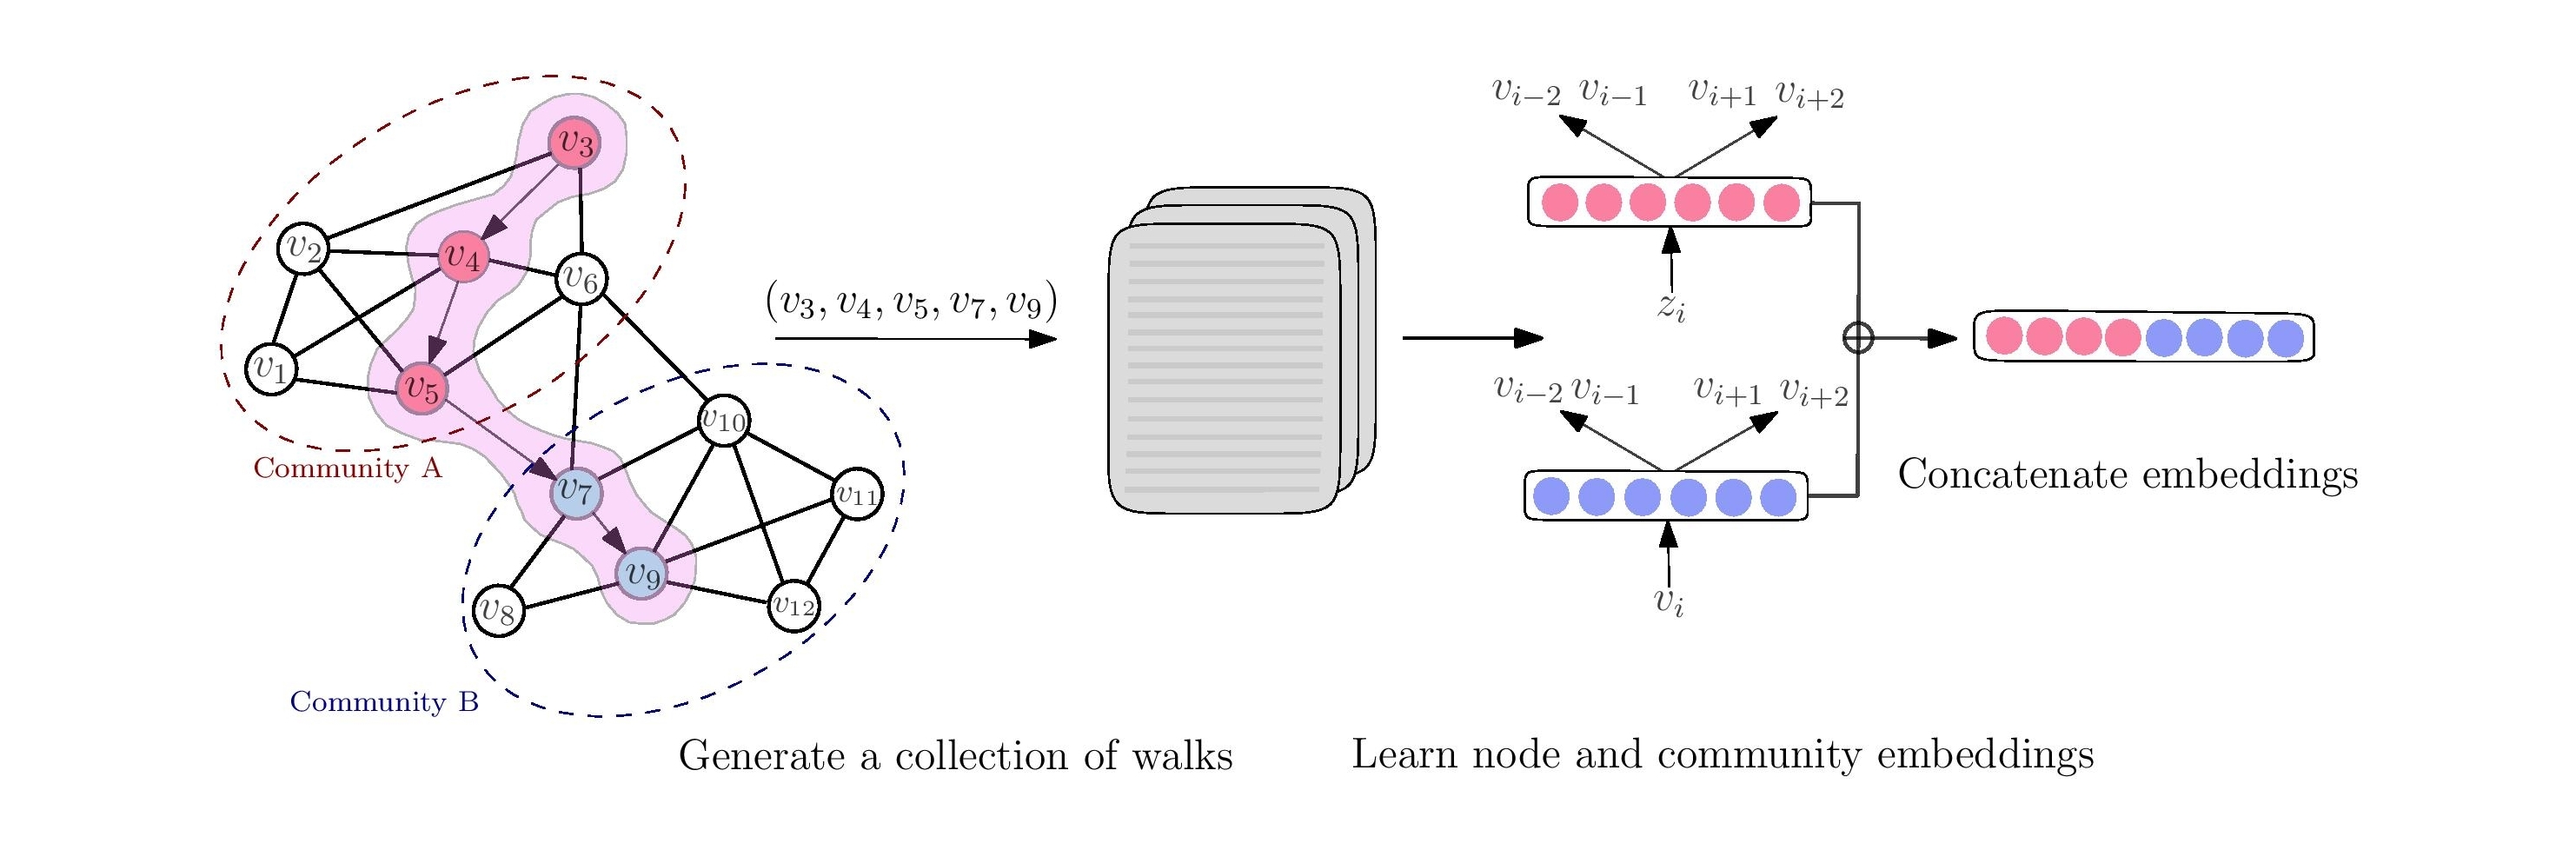 v_{i-2} v_{i-1} v_{i+1} v_{i+2}
v_3
v_2
v_4
v_6
(v_3, v_4, v_5, v_7, v_9)
z_i
v_1
v_5
v_{i-2} v_{i-1} v_{i+1} v_{i+2}
v_{10}
Community A
Concatenate embeddings
v_7
v_{11}
v_9
v_8
v_{12}
v_i
Community B
Generate a collection of walks
Learn node and community embeddings